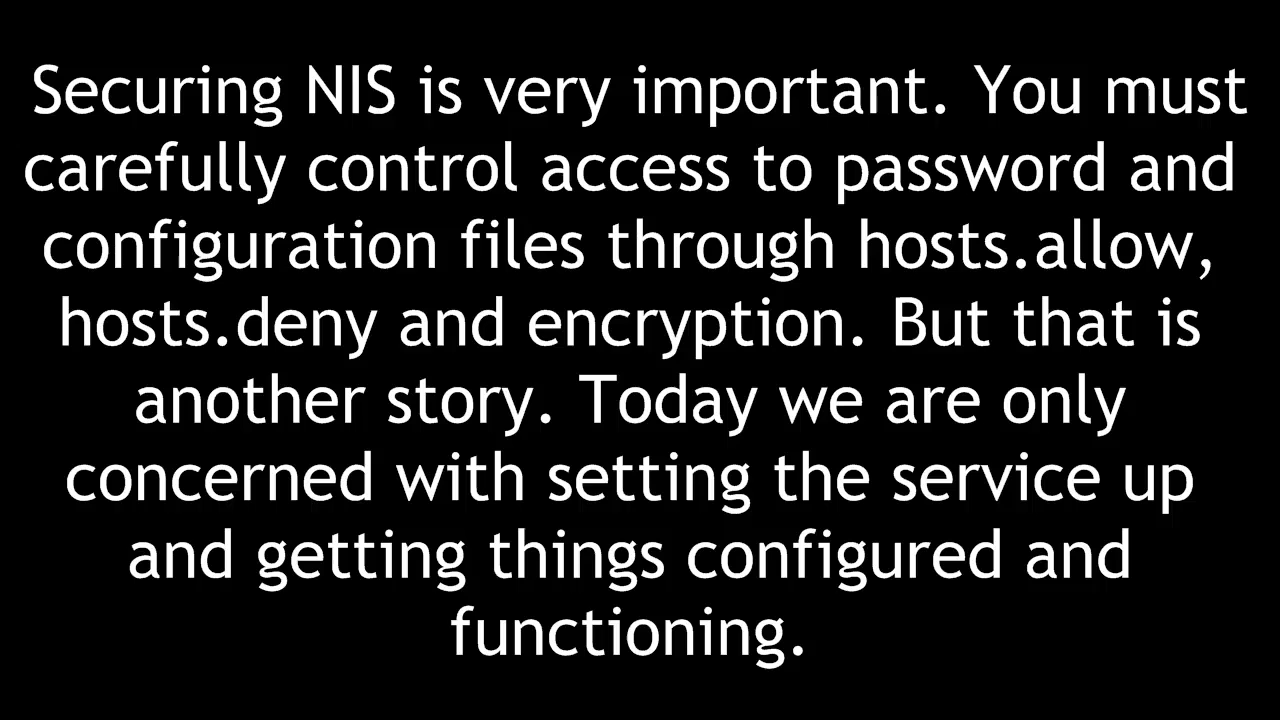 Securing NIS is very important. You must
carefully control access to password and
configuration files through hosts.allow,
hosts.deny and encryption. But that is
another story. Today we are only
concerned with setting the service up
and getting things configured and
functioning.